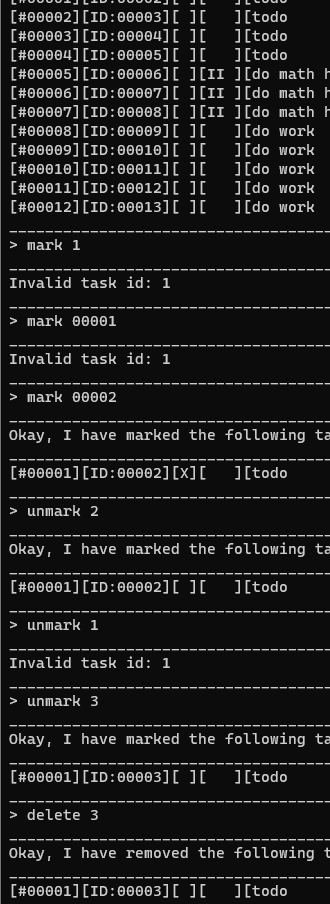 [#00001][ID:00002][ ][   ][todo
[#00002][ID:00003][ ][   ][todo
[#00003][ID:00004][ ][   ][todo
[#00004][ID:00005][ ][   ][todo
[#00005][ID:00006][ ][II ][do math h
[#00006][ID:00007][ ][II ][do math h
[#00007][ID:00008][ ][II ][do math h
[#00008][ID:00009][ ][   ][do work
[#00009][ID:00010][ ][   ][do work
[#00010][ID:00011][ ][   ][do work
[#00011][ID:00012][ ][   ][do work
[#00012][ID:00013][ ][   ][do work
> mark 1
Invalid task id: 1
> mark 00001
Invalid task id: 1
> mark 00002
Okay, I have marked the following ta
[#00001][ID:00002][X][   ][todo
> unmark 2
Okay, I have marked the following ta
[#00001][ID:00002][ ][   ][todo
> unmark 1
Invalid task id: 1
> unmark 3
Okay, I have marked the following ta
[#00001][ID:00003][ ][   ][todo
> delete 3
Okay, I have removed the following t
[#00001][ID:00003][ ][   ][todo